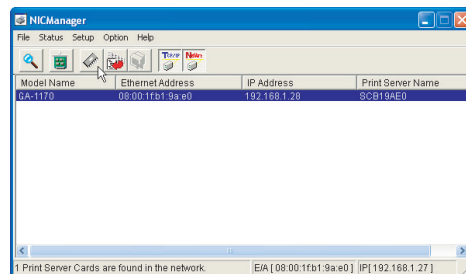 NICManager
File Status Setup Option Help
TCP/IP NetWare
Model Name Ethernet Address IP Address Print Server Name
GA-1170 08:00:1f:b1:9a:e0 192.168.1.28 SCB19AE0
1 Print Server Cards are found in the network. E/A [ 08:00:1f:b1:9a:e0 ] IP[ 192.168.1.27 ]